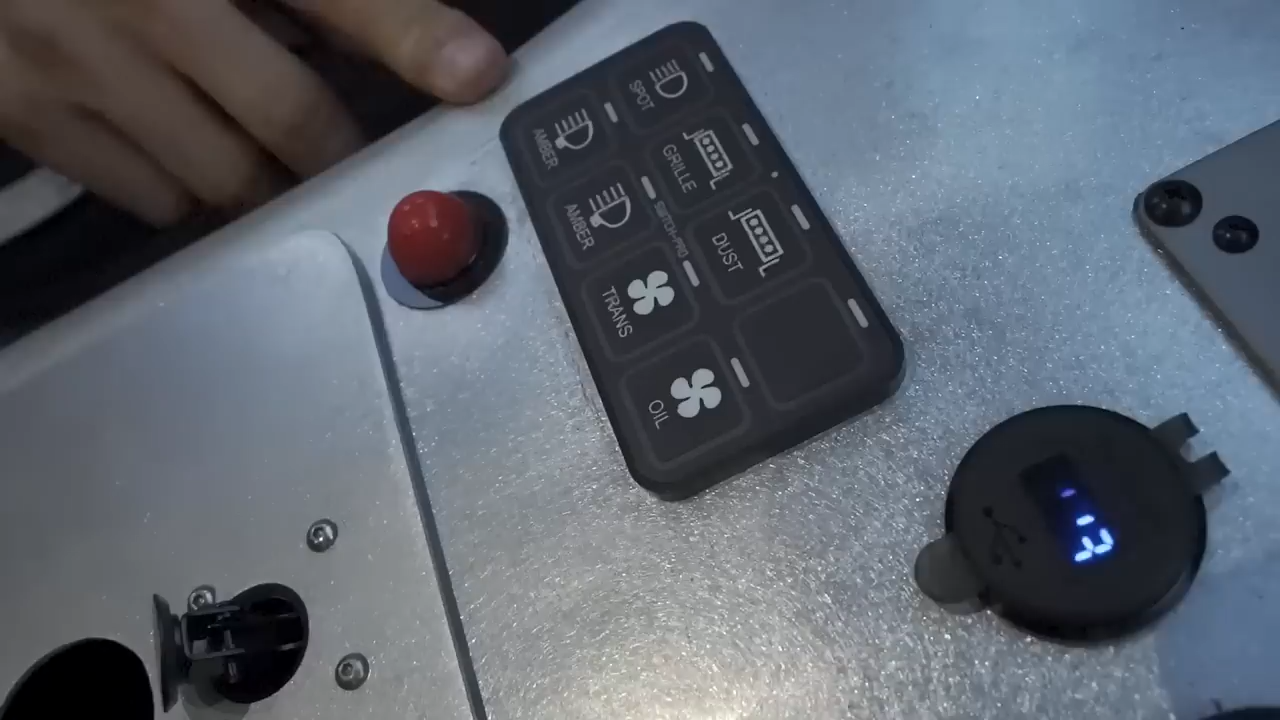 SPOT
AMBER
GRILLE
AMBER
SWITCH-PRO
DUST
TRANS
OIL